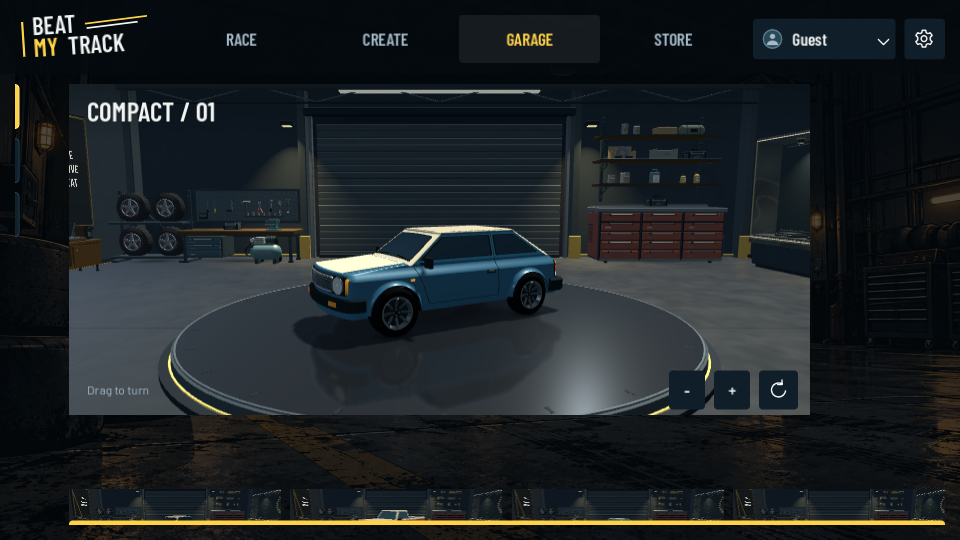 BEAT
MY TRACK
RACE
CREATE
GARAGE
STORE
Guest
COMPACT / 01
Drag to turn
-
+